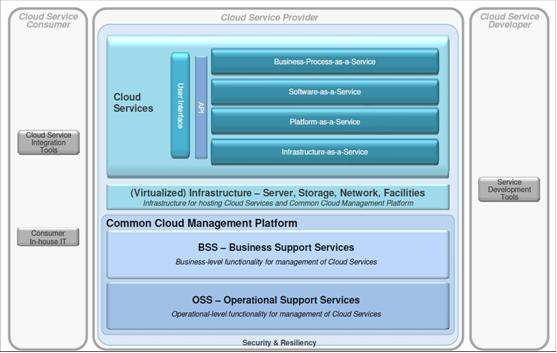 Cloud Service
Consumer
Cloud Service Provider
Cloud Service
Developer
Cloud
Services
User Interface
API
Business-Process-as-a-Service
Software-as-a-Service
Platform-as-a-Service
Infrastructure-as-a-Service
Cloud Service
Integration
Tools
Consumer
In-house IT
Service
Development
Tools
(Virtualized) Infrastructure – Server, Storage, Network, Facilities
Infrastructure for hosting Cloud Services and Common Cloud Management Platform
Common Cloud Management Platform
BSS – Business Support Services
Business-level functionality for management of Cloud Services
OSS – Operational Support Services
Operational-level functionality for management of Cloud Services
Security & Resiliency